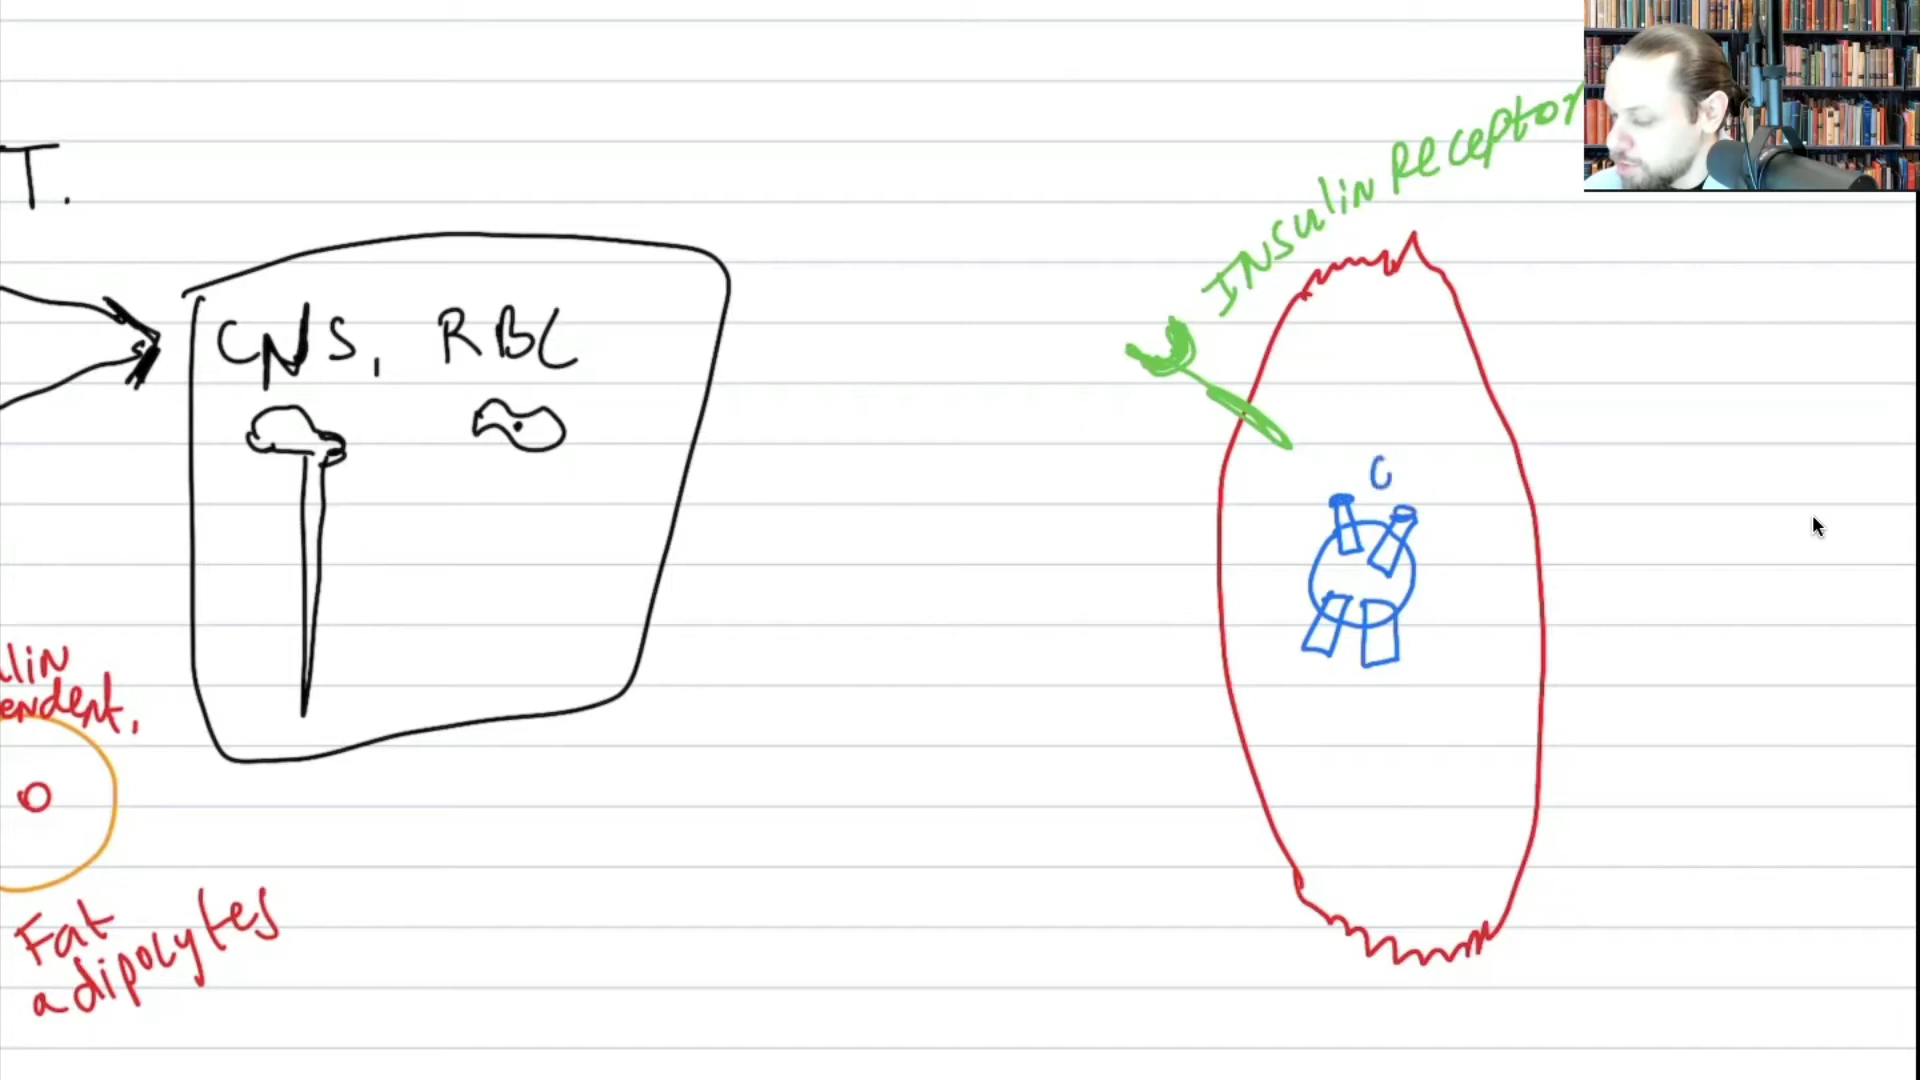 T.
INSulin Receptor
CNS, RBC
C
lin
endent,
Fat
adipocytes